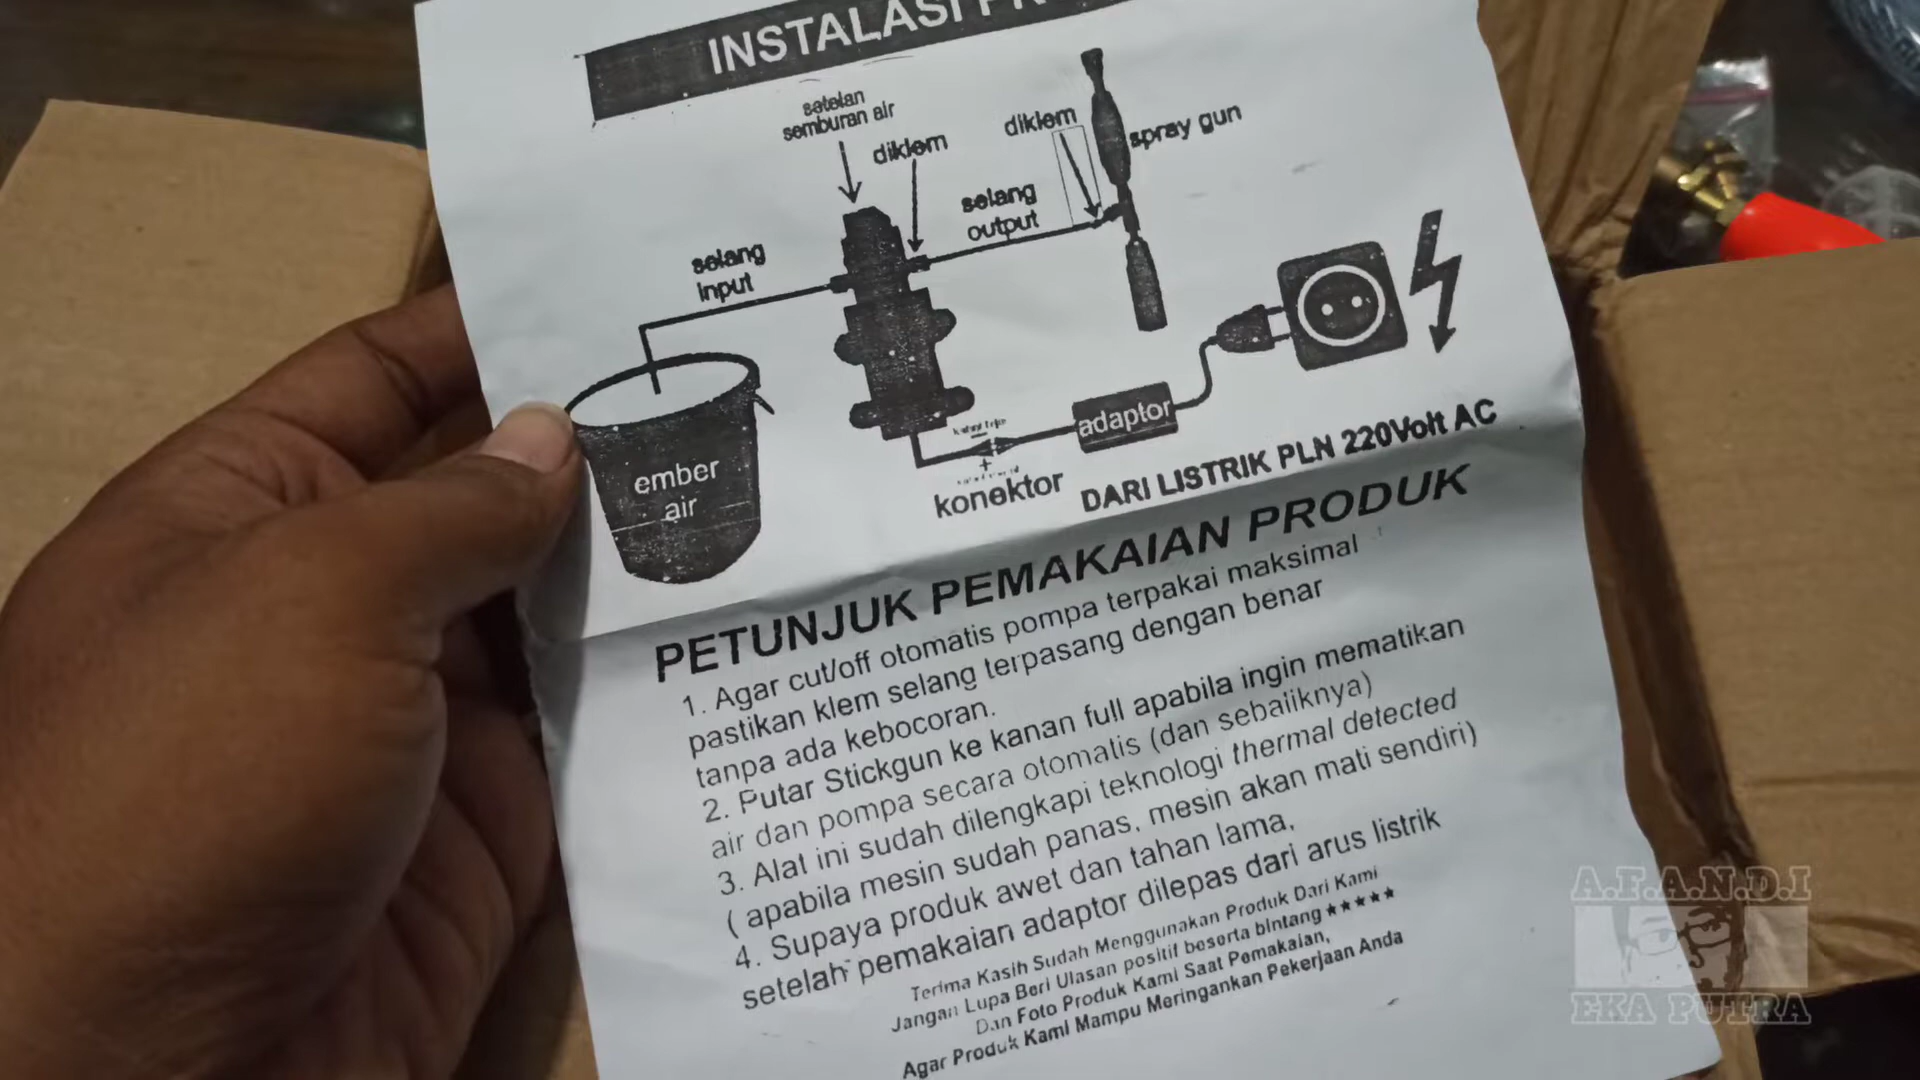 INSTALASI PR
setelan
semburan air
diklem
diklem
spray gun
selang
output
selang
input
ember
air
adaptor
konektor
DARI LISTRIK PLN 220Volt AC
PETUNJUK PEMAKAIAN PRODUK
1. Agar cut/off otomatis pompa terpakai maksimal
pastikan klem selang terpasang dengan benar
tanpa ada kebocoran.
2. Putar Stickgun ke kanan full apabila ingin mematikan
air dan pompa secara otomatis (dan sebaliknya)
3. Alat ini sudah dilengkapi teknologi thermal detected
( apabila mesin sudah panas, mesin akan mati sendiri)
4. Supaya produk awet dan tahan lama,
setelah pemakaian adaptor dilepas dari arus listrik
Terima Kasih Sudah Menggunakan Produk Dari Kami
Jangan Lupa Beri Ulasan positif beserta bintang ★★★★★
Dan Foto Produk Kami Saat Pemakaian,
Agar Produk Kami Mampu Meringankan Pekerjaan Anda
A.F.A.N.D.I
EKA PUTRA